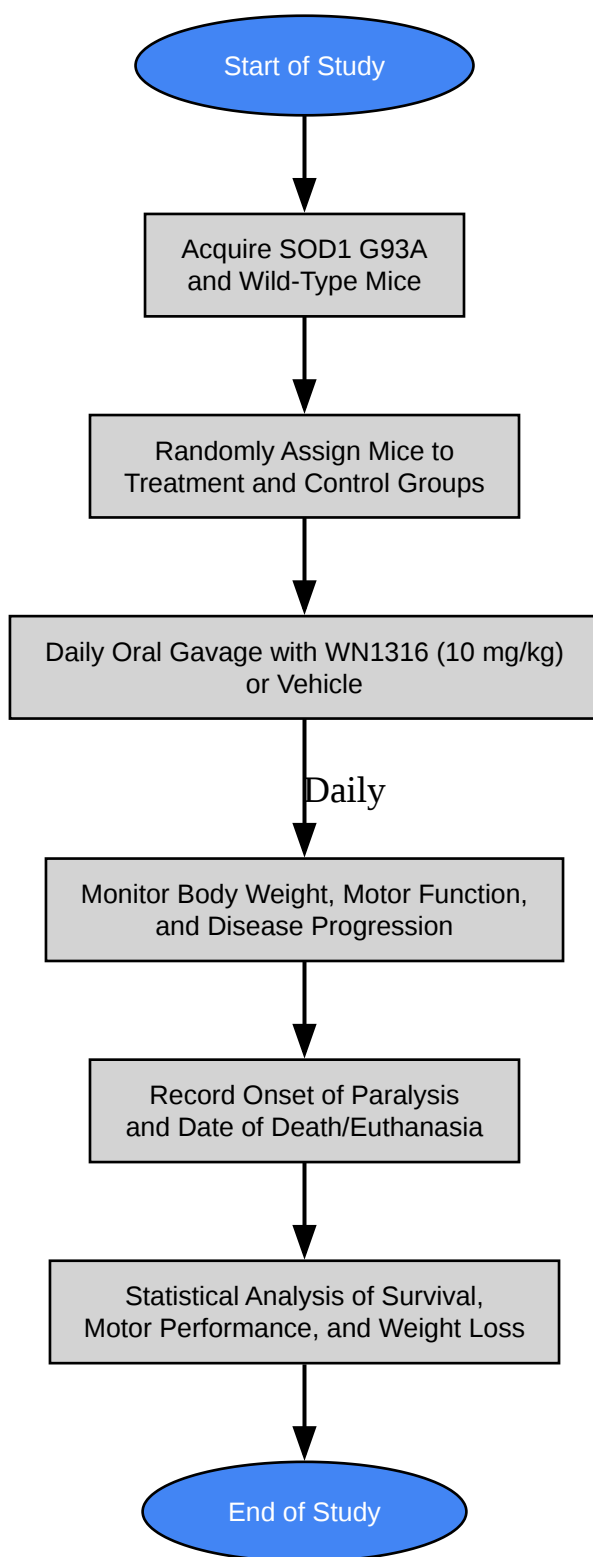 Start of Study
Acquire SOD1 G93A
and Wild-Type Mice
Randomly Assign Mice to
Treatment and Control Groups
Daily Oral Gavage with WN1316 (10 mg/kg)
or Vehicle
Daily
Monitor Body Weight, Motor Function,
and Disease Progression
Record Onset of Paralysis
and Date of Death/Euthanasia
Statistical Analysis of Survival,
Motor Performance, and Weight Loss
End of Study